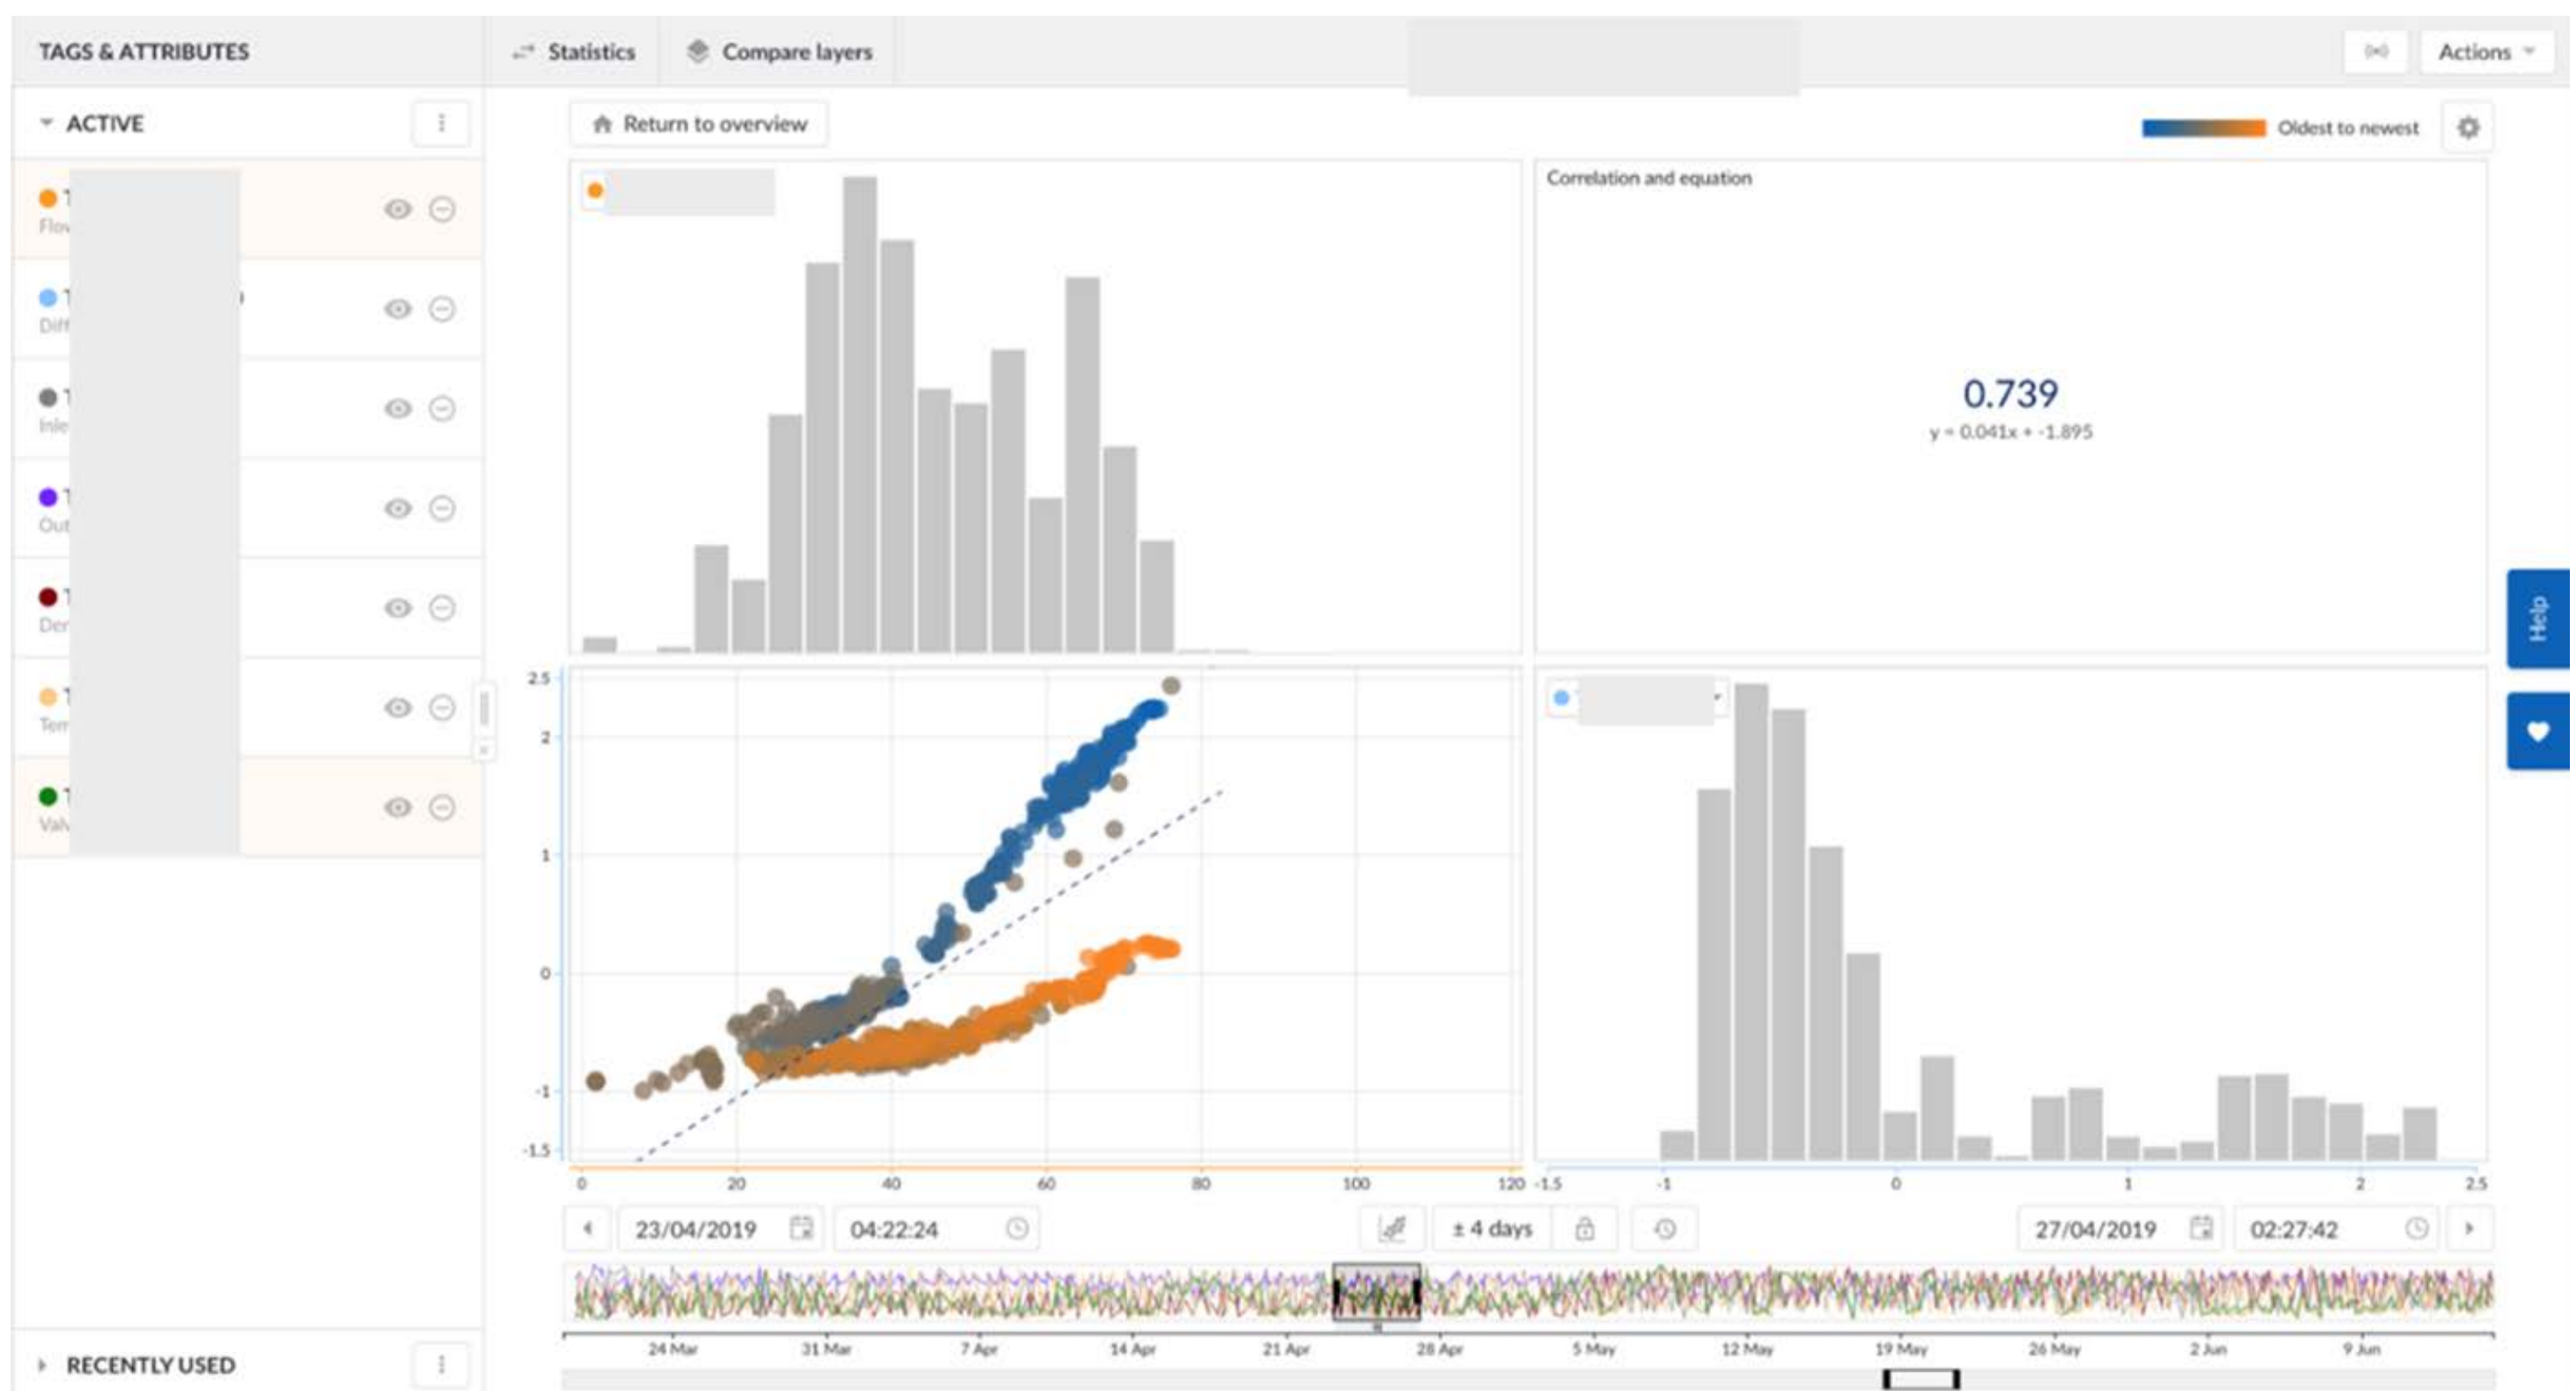 TAGS & ATTRIBUTES
Statistics
Compare layers
Actions
ACTIVE
Return to overview
Oldest to newest
Flow
Diff
Inle
Out
Den
Tem
Valv
Correlation and equation
0.739
y = 0.041x + -1.895
Help
2.5
2
1
0
-1
-1.5
0 20 40 60 80 100 120
-1.5 -1 0 1 2 2.5
23/04/2019
04:22:24
± 4 days
27/04/2019
02:27:42
24 Mar 31 Mar 7 Apr 14 Apr 21 Apr 28 Apr 5 May 12 May 19 May 26 May 2 Jun 9 Jun
RECENTLY USED